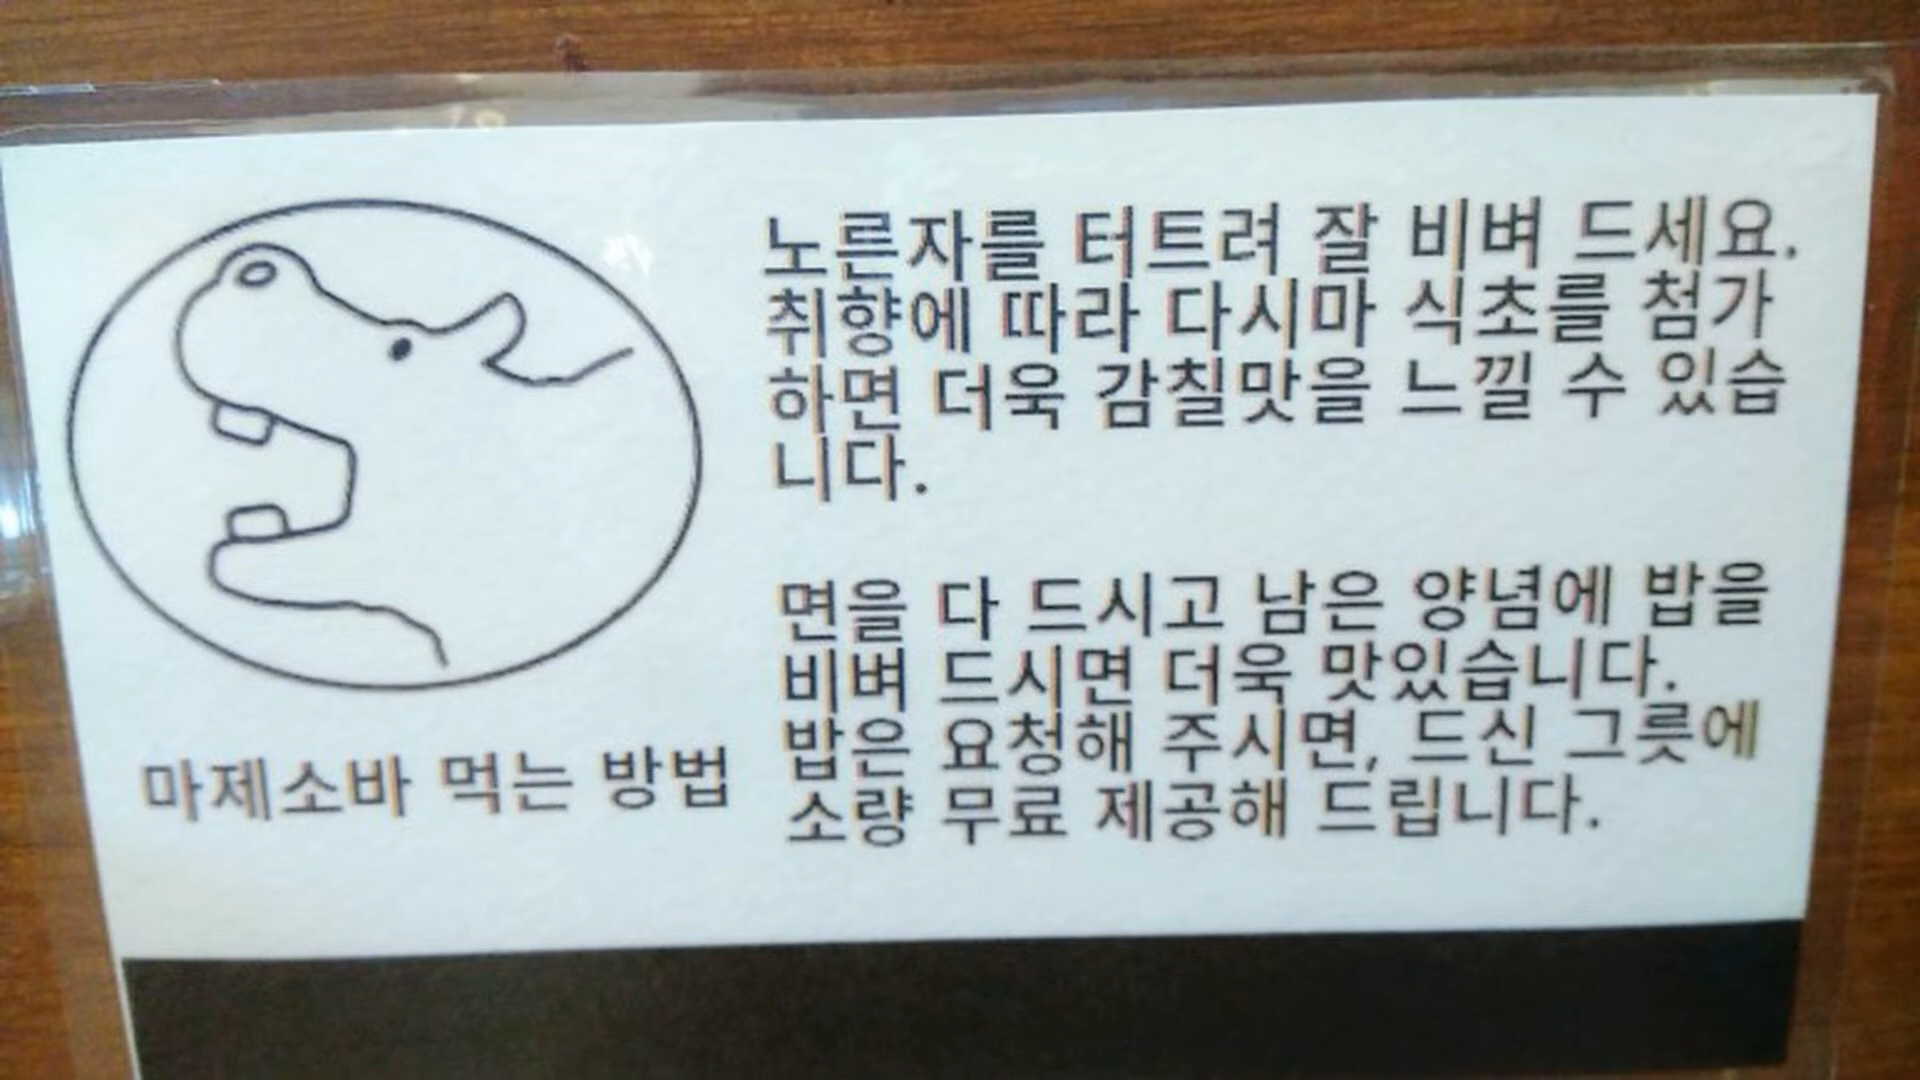 노른자를 터트려 잘 비벼 드세요.
취향에 따라 다시마 식초를 첨가
하면 더욱 감칠맛을 느낄 수 있습
니다.
면을 다 드시고 남은 양념에 밥을
비벼 드시면 더욱 맛있습니다.
밥은 요청해 주시면, 드신 그릇에
소량 무료 제공해 드립니다.
마제소바 먹는 방법